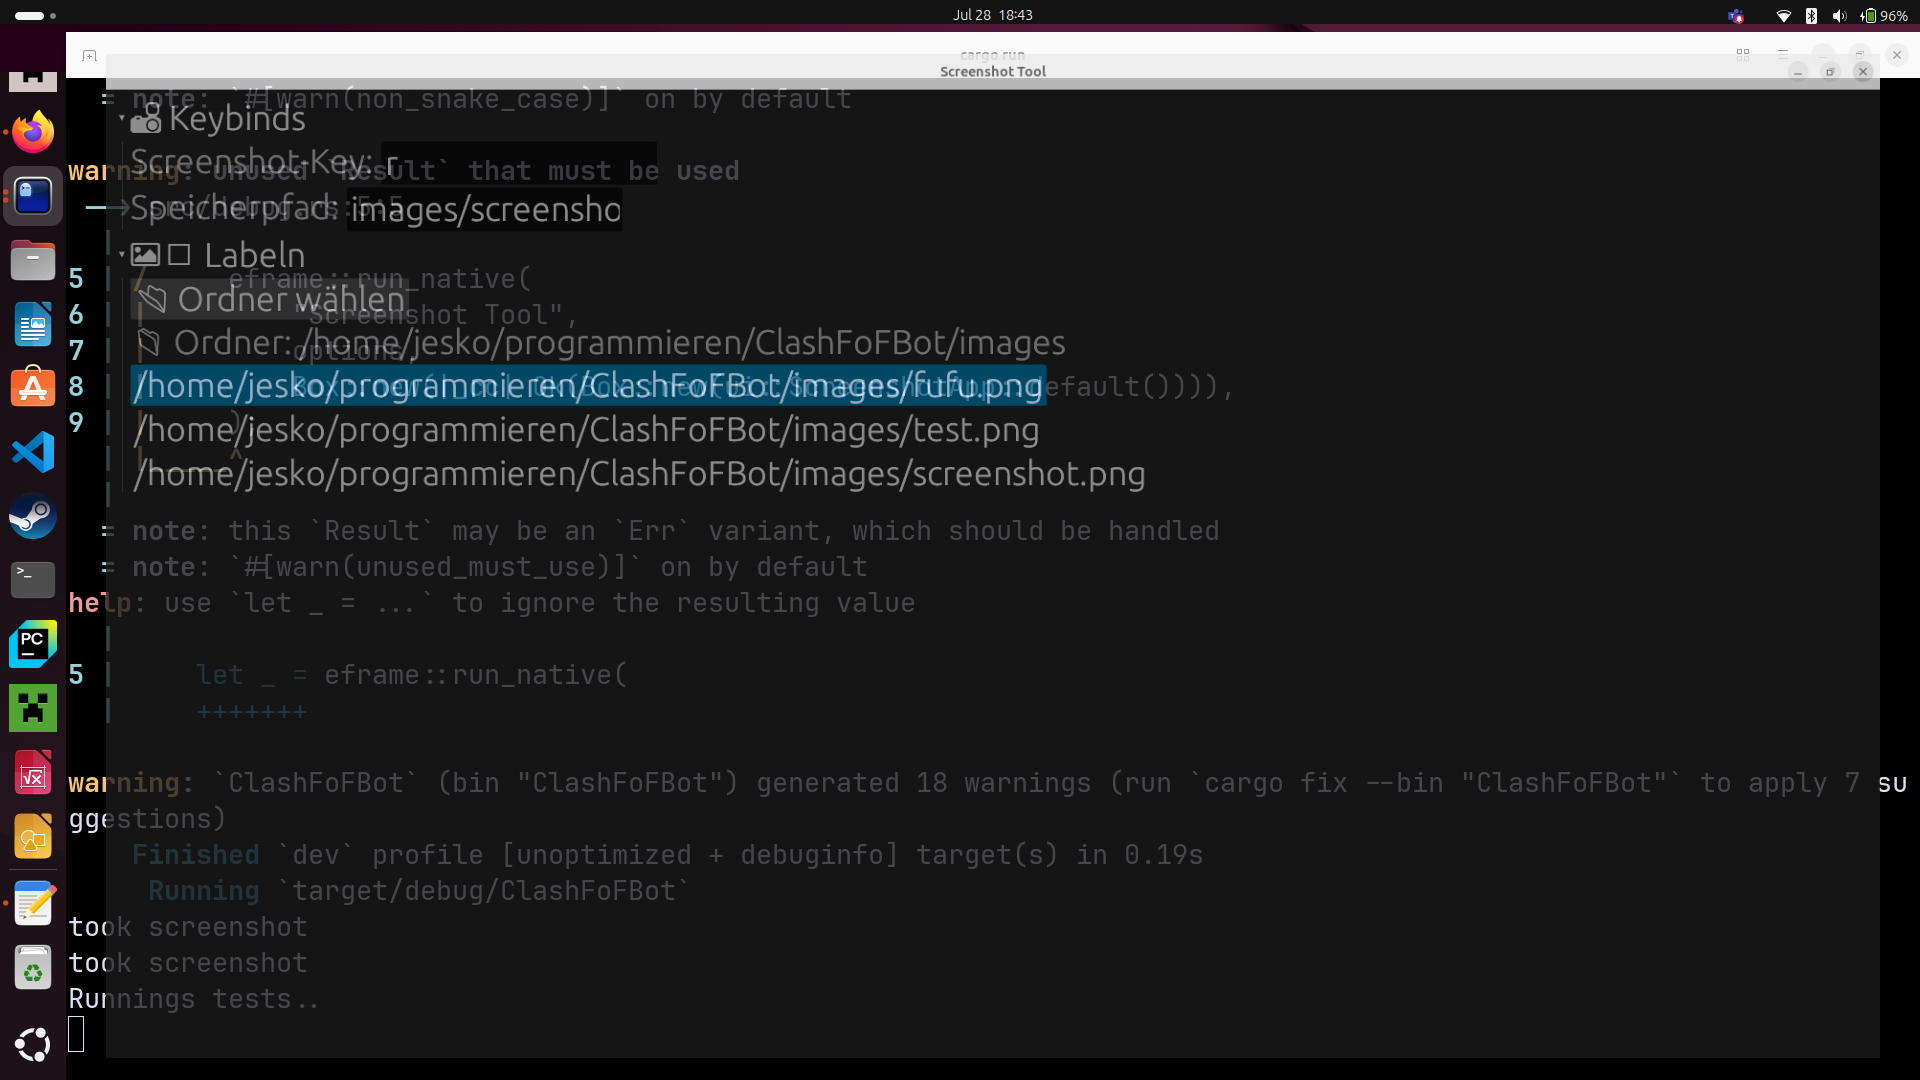 Jul 28 18:43
96%
cargo run
Screenshot Tool
= note: `#[warn(non_snake_case)]` on by default
Keybinds
warning: unused `Result` that must be used
Screenshot-Key: r
--> src/debug.rs:5:5
Speicherpfad: images/screensho
Labeln
5 eframe::run_native(
Ordner wählen
6 "Screenshot Tool",
Ordner: /home/jesko/programmieren/ClashFoFBot/images
7 options,
/home/jesko/programmieren/ClashFoFBot/images/fufu.png
8 default()))),
/home/jesko/programmieren/ClashFoFBot/images/test.png
9 )
/home/jesko/programmieren/ClashFoFBot/images/screenshot.png
= note: this `Result` may be an `Err` variant, which should be handled
= note: `#[warn(unused_must_use)]` on by default
help: use `let _ = ...` to ignore the resulting value
5 let _ = eframe::run_native(
+++++++
warning: `ClashFoFBot` (bin "ClashFoFBot") generated 18 warnings (run `cargo fix --bin "ClashFoFBot"` to apply 7 su
ggestions)
Finished `dev` profile [unoptimized + debuginfo] target(s) in 0.19s
Running `target/debug/ClashFoFBot`
took screenshot
took screenshot
Runnings tests..
PC